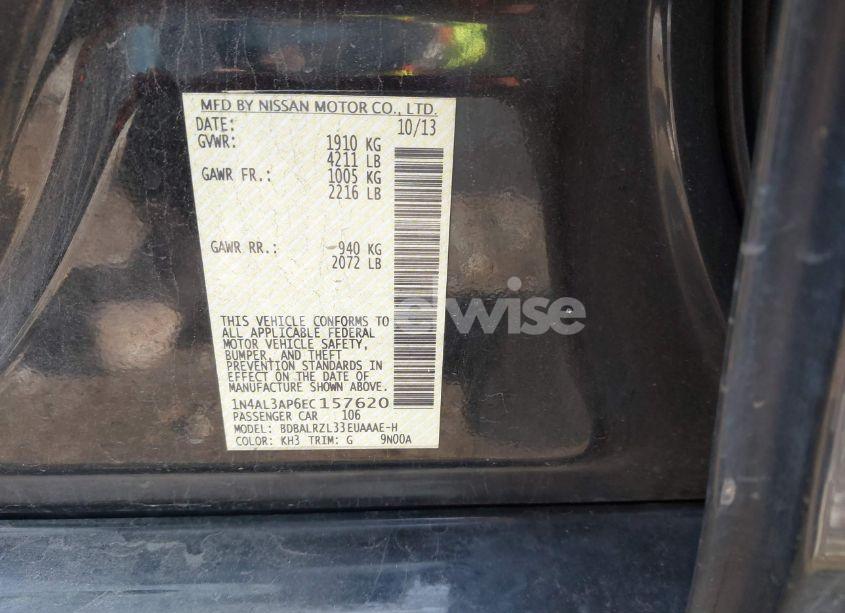 MFD BY NISSAN MOTOR CO., LTD.
DATE: 10/13
GVWR: 1910 KG
4211 LB
GAWR FR.: 1005 KG
2216 LB
GAWR RR.: 940 KG
2072 LB
THIS VEHICLE CONFORMS TO
ALL APPLICABLE FEDERAL
MOTOR VEHICLE SAFETY,
BUMPER, AND THEFT
PREVENTION STANDARDS IN
EFFECT ON THE DATE OF
MANUFACTURE SHOWN ABOVE.
1N4AL3AP6EC157620
PASSENGER CAR 106
MODEL: BDBALRZL33EUAAAE-H
COLOR: KH3 TRIM: G 9N00A
wise